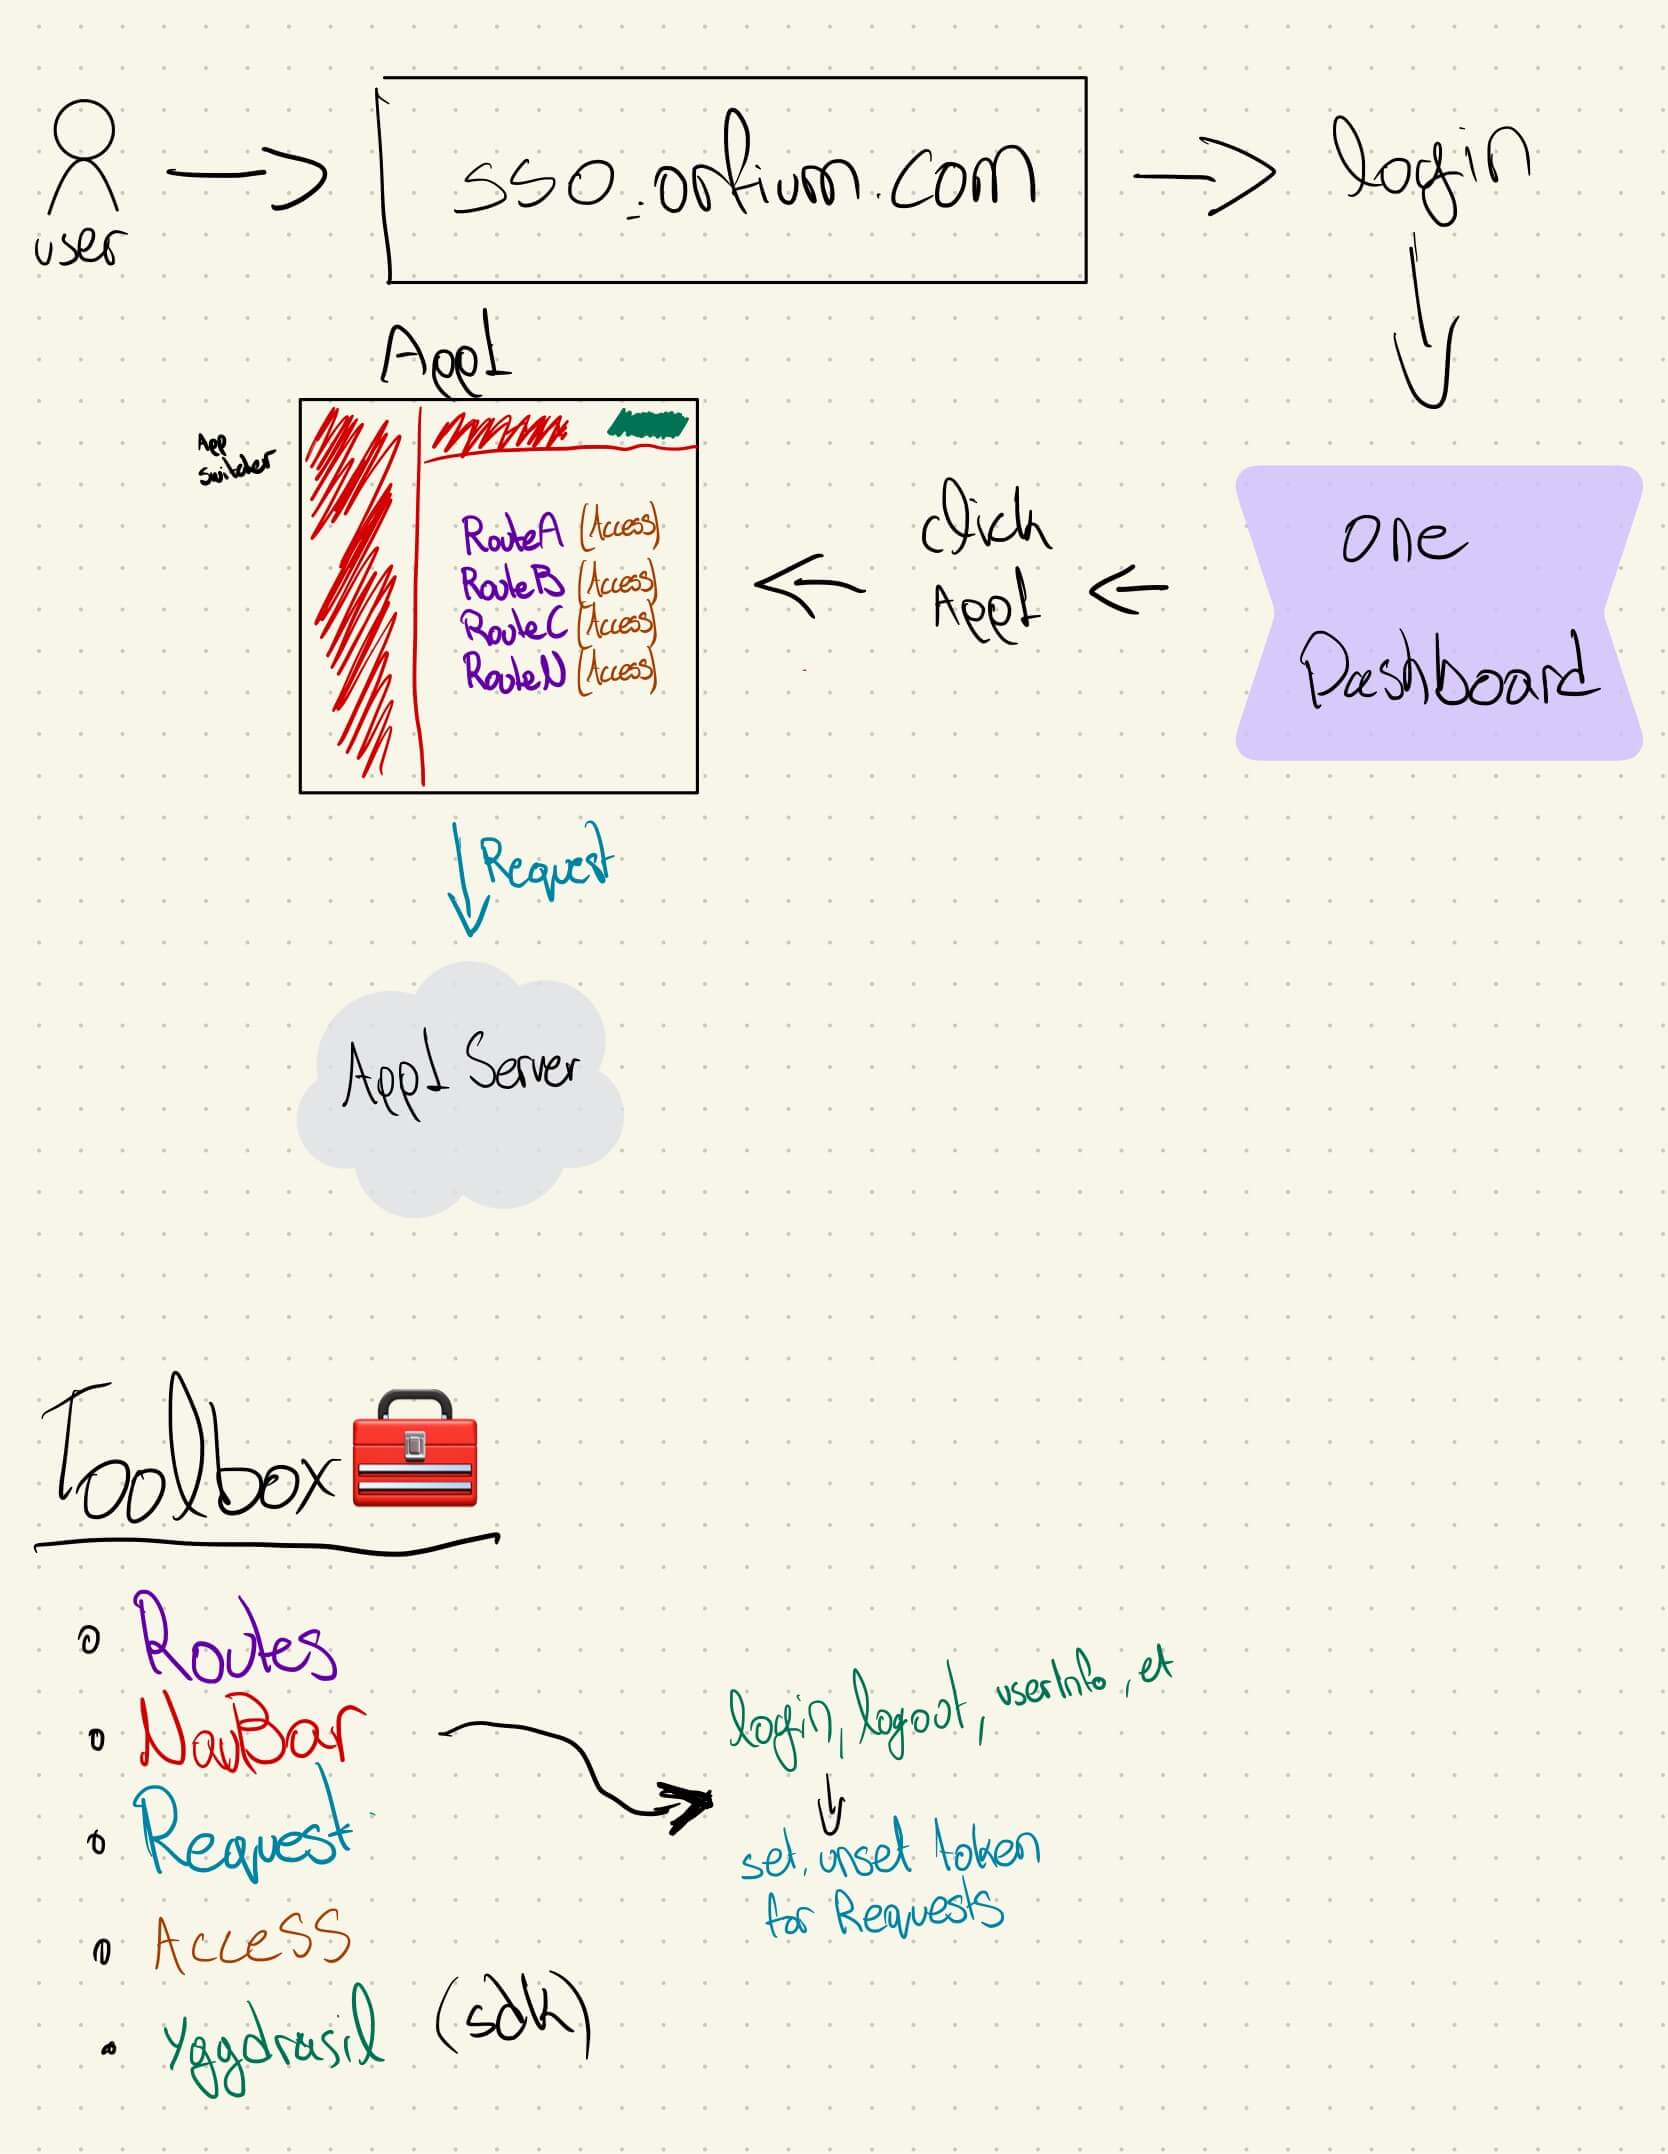 user
sso.orfium.com
login
App1
App
Switcher
RouteA (Access)
RouteB (Access)
RouteC (Access)
RouteN (Access)
click
App1
One
Dashboard
Request
App1 Server
Toolbox
Routes
NavBar
Request
Access
Yggdrasil (sdk)
login, logout, userInfo, et
set, unset token
for Requests